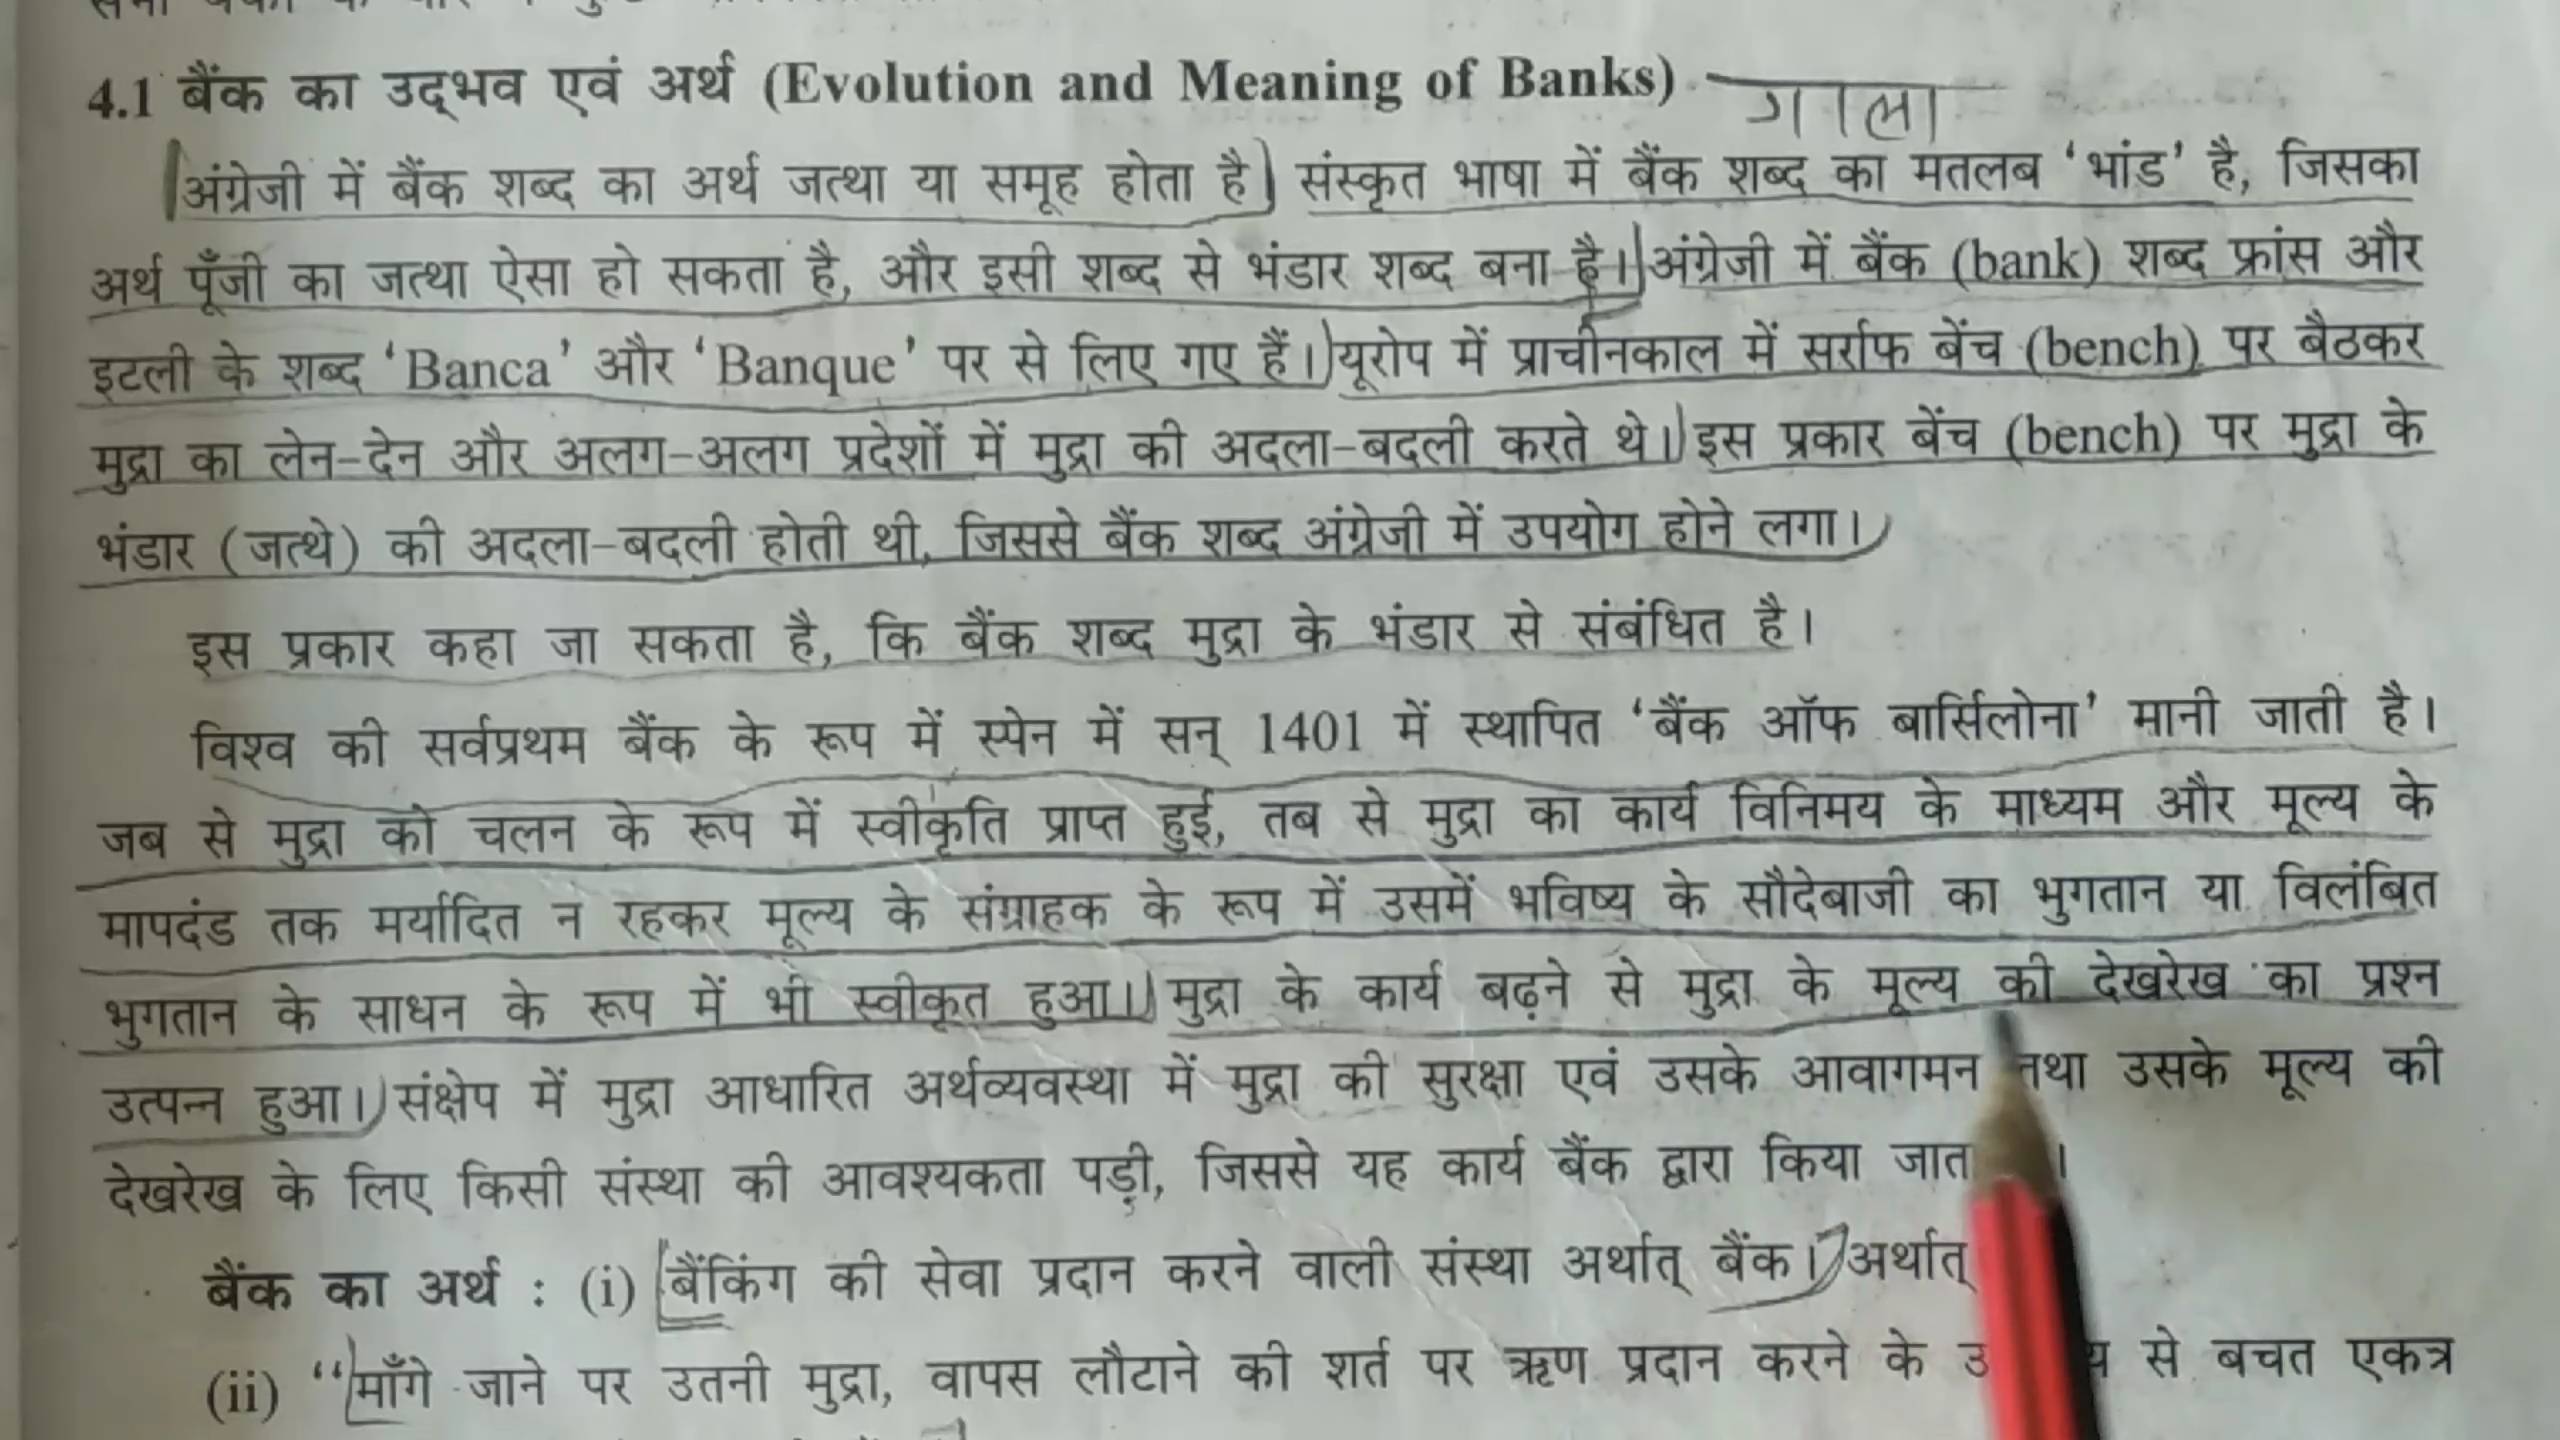 4.1 बैंक का उद्‌भव एवं अर्थ (Evolution and Meaning of Banks) गाला
अंग्रेजी में बैंक शब्द का अर्थ जत्था या समूह होता है संस्कृत भाषा में बैंक शब्द का मतलब ‘भांड’ है, जिसका
अर्थ पूँजी का जत्था ऐसा हो सकता है, और इसी शब्द से भंडार शब्द बना है। अंग्रेजी में बैंक (bank) शब्द फ्रांस और
इटली के शब्द ‘Banca’ और ‘Banque’ पर से लिए गए हैं। यूरोप में प्राचीनकाल में सर्राफ बेंच (bench) पर बैठकर
मुद्रा का लेन-देन और अलग-अलग प्रदेशों में मुद्रा की अदला-बदली करते थे। इस प्रकार बेंच (bench) पर मुद्रा के
भंडार (जत्थे) की अदला-बदली होती थी, जिससे बैंक शब्द अंग्रेजी में उपयोग होने लगा।
इस प्रकार कहा जा सकता है, कि बैंक शब्द मुद्रा के भंडार से संबंधित है।
विश्व की सर्वप्रथम बैंक के रूप में स्पेन में सन् 1401 में स्थापित ‘बैंक ऑफ बार्सिलोना’ मानी जाती है।
जब से मुद्रा को चलन के रूप में स्वीकृति प्राप्त हुई, तब से मुद्रा का कार्य विनिमय के माध्यम और मूल्य के
मापदंड तक मर्यादित न रहकर मूल्य के संग्राहक के रूप में उसमें भविष्य के सौदेबाजी का भुगतान या विलंबित
भुगतान के साधन के रूप में भी स्वीकृत हुआ। मुद्रा के कार्य बढ़ने से मुद्रा के मूल्य की देखरेख का प्रश्न
उत्पन्न हुआ। संक्षेप में मुद्रा आधारित अर्थव्यवस्था में मुद्रा की सुरक्षा एवं उसके आवागमन तथा उसके मूल्य की
देखरेख के लिए किसी संस्था की आवश्यकता पड़ी, जिससे यह कार्य बैंक द्वारा किया जात ।
बैंक का अर्थ : (i) बैंकिंग की सेवा प्रदान करने वाली संस्था अर्थात् बैंक। अर्थात्
(ii) “माँगे जाने पर उतनी मुद्रा, वापस लौटाने की शर्त पर ऋण प्रदान करने के से बचत एकत्र